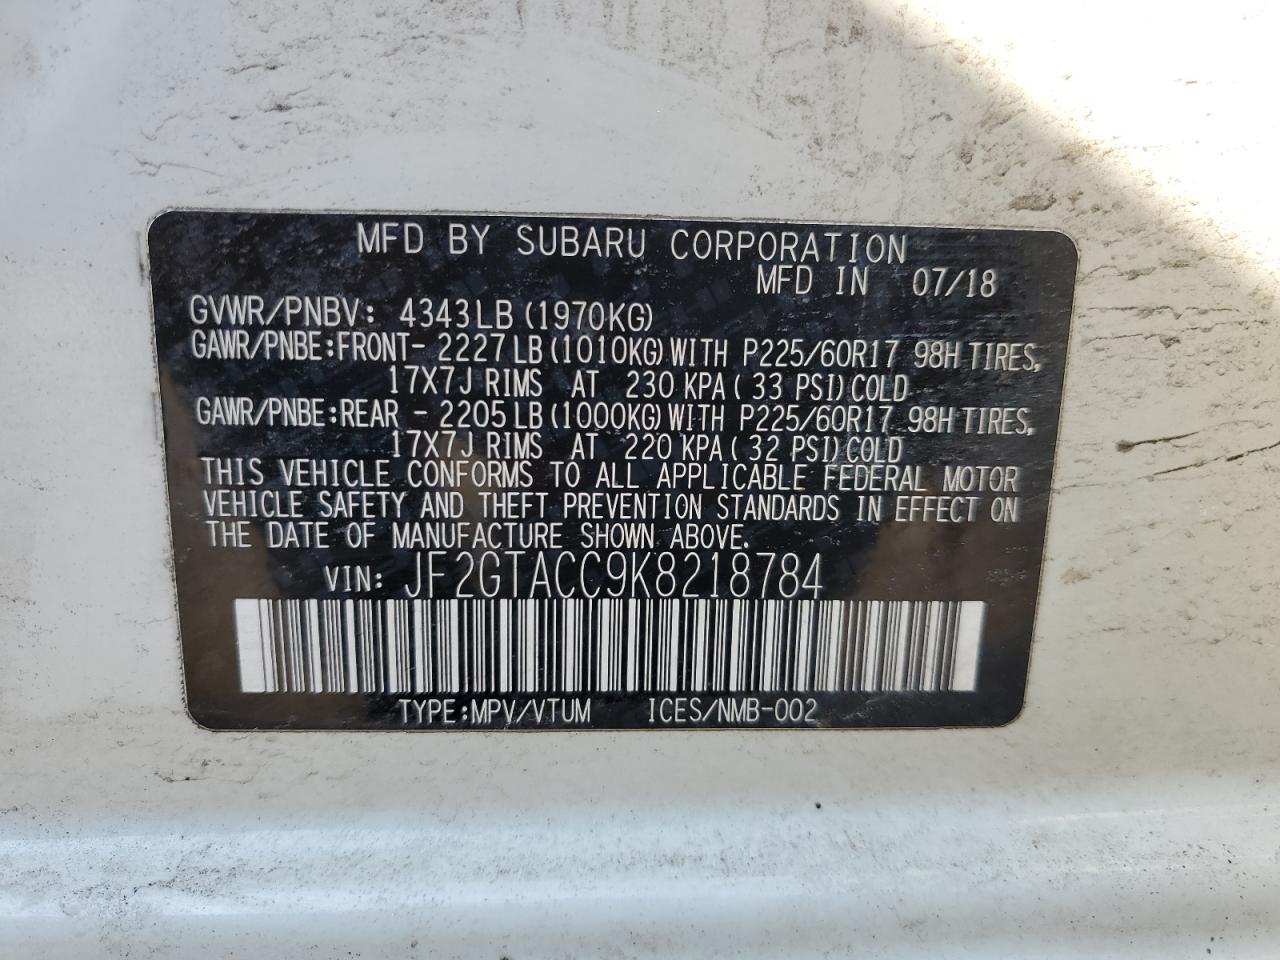 MFD BY SUBARU CORPORATION
MFD IN 07/18
GVWR/PNBV: 4343LB (1970KG)
GAWR/PNBE:FRONT- 2227 LB (1010KG) WITH P225/60R17 98H TIRES,
17X7J RIMS AT 230 KPA ( 33 PSI) COLD
GAWR/PNBE:REAR - 2205 LB (1000KG) WITH P225/60R17 98H TIRES,
17X7J RIMS AT 220 KPA ( 32 PSI) COLD
THIS VEHICLE CONFORMS TO ALL APPLICABLE FEDERAL MOTOR
VEHICLE SAFETY AND THEFT PREVENTION STANDARDS IN EFFECT ON
THE DATE OF MANUFACTURE SHOWN ABOVE.
VIN: JF2GTACC9K8218784
TYPE:MPV/VTUM ICES/NMB-002